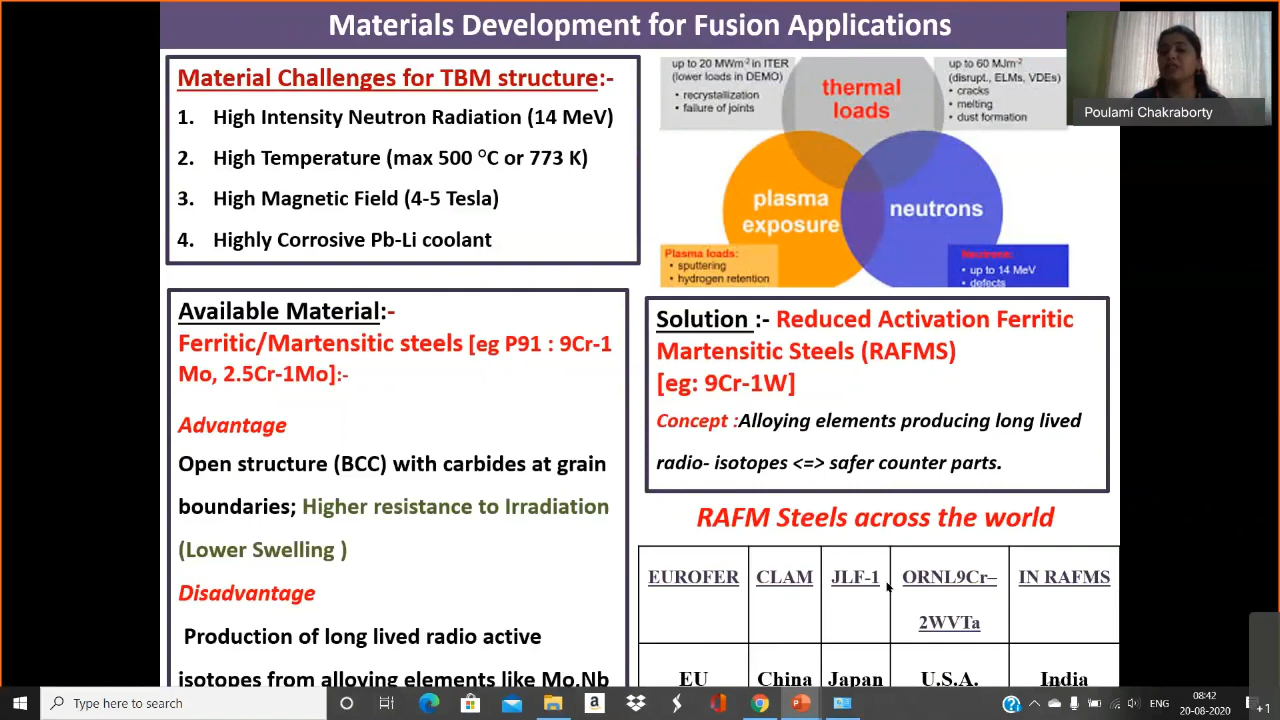 Materials Development for Fusion Applications
Material Challenges for TBM structure:-
1. High Intensity Neutron Radiation (14 MeV)
2. High Temperature (max 500 °C or 773 K)
3. High Magnetic Field (4-5 Tesla)
4. Highly Corrosive Pb-Li coolant
up to 20 MWm-2 in ITER
(lower loads in DEMO)
• recrystallization
• failure of joints
thermal
loads
up to 60 MJm-2
(disrupt., ELMs, VDEs)
• cracks
• melting
• dust formation
plasma
exposure
neutrons
Plasma loads:
• sputtering
• hydrogen retention
Neutrons:
• up to 14 MeV
• defects
Poulami Chakraborty
Available Material:-
Ferritic/Martensitic steels [eg P91 : 9Cr-1
Mo, 2.5Cr-1Mo]:-
Advantage
Open structure (BCC) with carbides at grain
boundaries; Higher resistance to Irradiation
(Lower Swelling )
Disadvantage
Production of long lived radio active
isotopes from alloying elements like Mo,Nb
Solution :- Reduced Activation Ferritic
Martensitic Steels (RAFMS)
[eg: 9Cr-1W]
Concept :Alloying elements producing long lived
radio- isotopes <=> safer counter parts.
RAFM Steels across the world
EUROFER CLAM JLF-1 ORNL9Cr–
2WVTa IN RAFMS
EU China Japan U.S.A. India
Type here to search
ENG
08:42
20-08-2020
+1